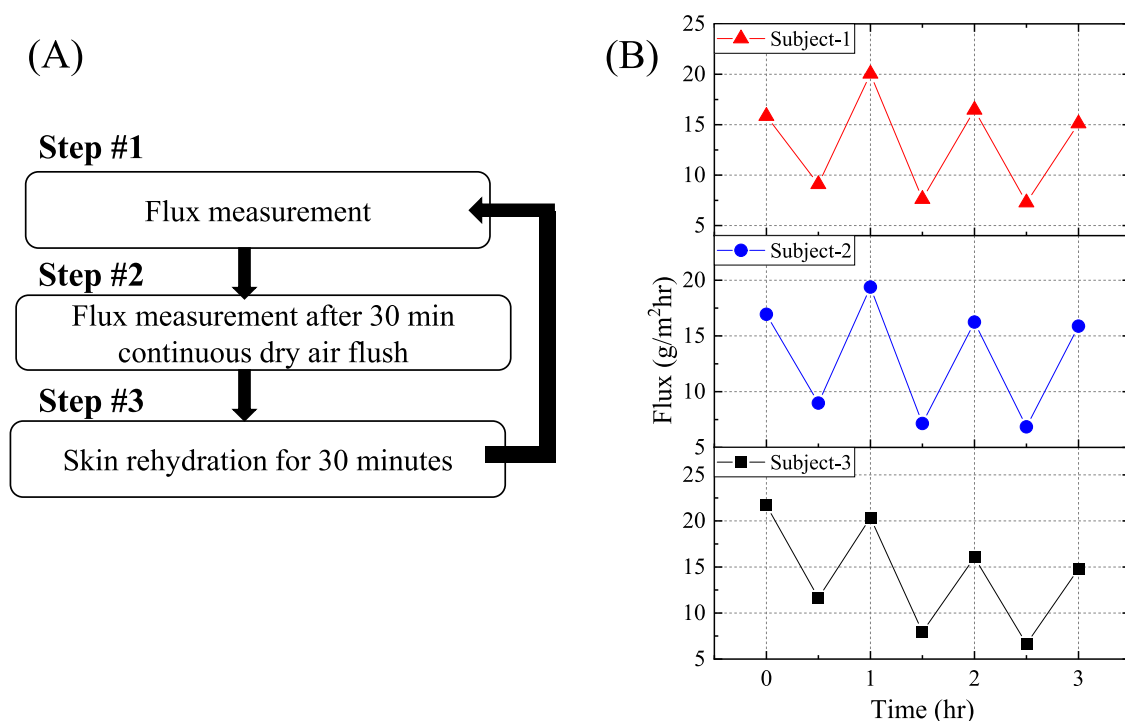 (A)
Step #1
Flux measurement
Step #2
Flux measurement after 30 min
continuous dry air flush
Step #3
Skin rehydration for 30 minutes
(B)
Flux (g/m²hr)
25
20
15
10
5
Subject-1
20
15
10
5
Subject-2
25
20
15
10
5
Subject-3
0 1 2 3
Time (hr)